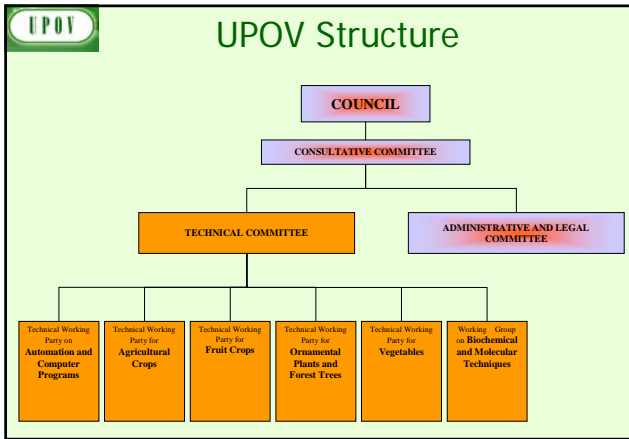 UPOV
UPOV Structure
COUNCIL
CONSULTATIVE COMMITTEE
TECHNICAL COMMITTEE
ADMINISTRATIVE AND LEGAL
COMMITTEE
Technical Working
Party on
Automation and
Computer
Programs
Technical Working
Party for
Agricultural
Crops
Technical Working
Party for
Fruit Crops
Technical Working
Party for
Ornamental
Plants and
Forest Trees
Technical Working
Party for
Vegetables
Working Group
on Biochemical
and Molecular
Techniques